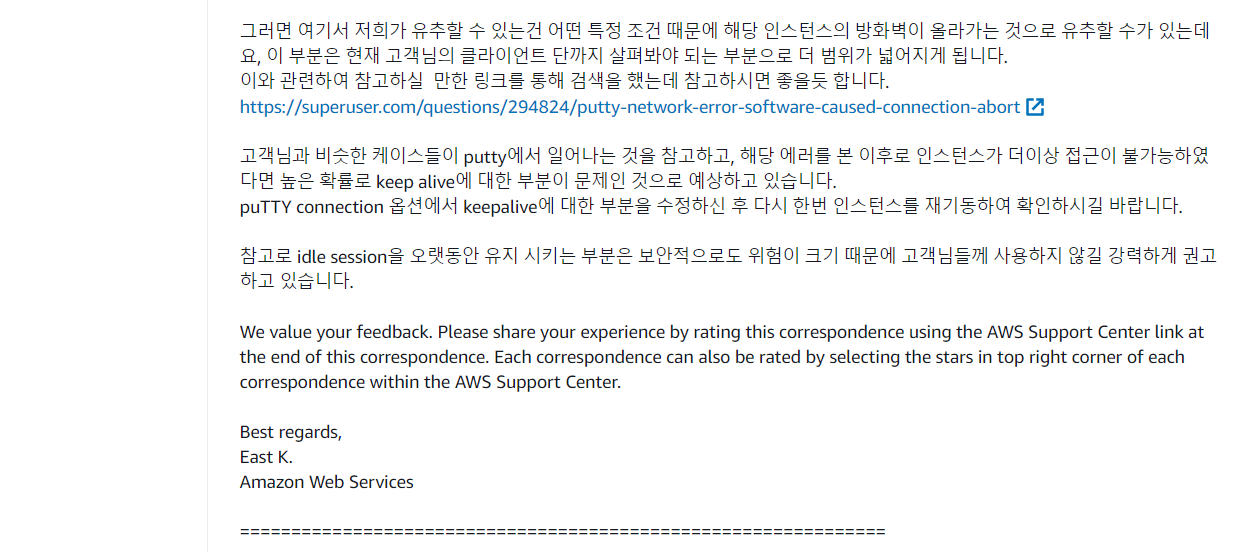 그러면 여기서 저희가 유추할 수 있는건 어떤 특정 조건 때문에 해당 인스턴스의 방화벽이 올라가는 것으로 유추할 수가 있는데
요, 이 부분은 현재 고객님의 클라이언트 단까지 살펴봐야 되는 부분으로 더 범위가 넓어지게 됩니다.
이와 관련하여 참고하실  만한 링크를 통해 검색을 했는데 참고하시면 좋을듯 합니다.
https://superuser.com/questions/294824/putty-network-error-software-caused-connection-abort
고객님과 비슷한 케이스들이 putty에서 일어나는 것을 참고하고, 해당 에러를 본 이후로 인스턴스가 더이상 접근이 불가능하였
다면 높은 확률로 keep alive에 대한 부분이 문제인 것으로 예상하고 있습니다.
puTTY connection 옵션에서 keepalive에 대한 부분을 수정하신 후 다시 한번 인스턴스를 재기동하여 확인하시길 바랍니다.
참고로 idle session을 오랫동안 유지 시키는 부분은 보안적으로도 위험이 크기 때문에 고객님들께 사용하지 않길 강력하게 권고
하고 있습니다.
We value your feedback. Please share your experience by rating this correspondence using the AWS Support Center link at
the end of this correspondence. Each correspondence can also be rated by selecting the stars in top right corner of each
correspondence within the AWS Support Center.
Best regards,
East K.
Amazon Web Services
===============================================================